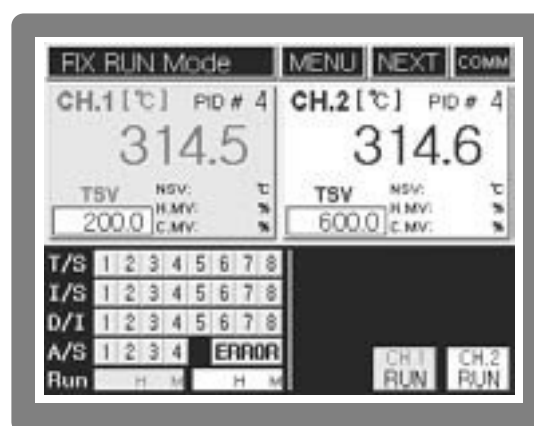 FIX RUN Mode MENU NEXT COMM
CH.1 [℃] PID # 4 CH.2 [℃] PID # 4
314.5 314.6
TSV NSV: ℃ TSV NSV: ℃
200.0 H.MV: % 600.0 H.MV: %
C.MV: % C.MV: %
T/S 1 2 3 4 5 6 7 8
I/S 1 2 3 4 5 6 7 8
D/I 1 2 3 4 5 6 7 8
A/S 1 2 3 4 ERROR
Run H M H M
CH.1 RUN CH.2 RUN